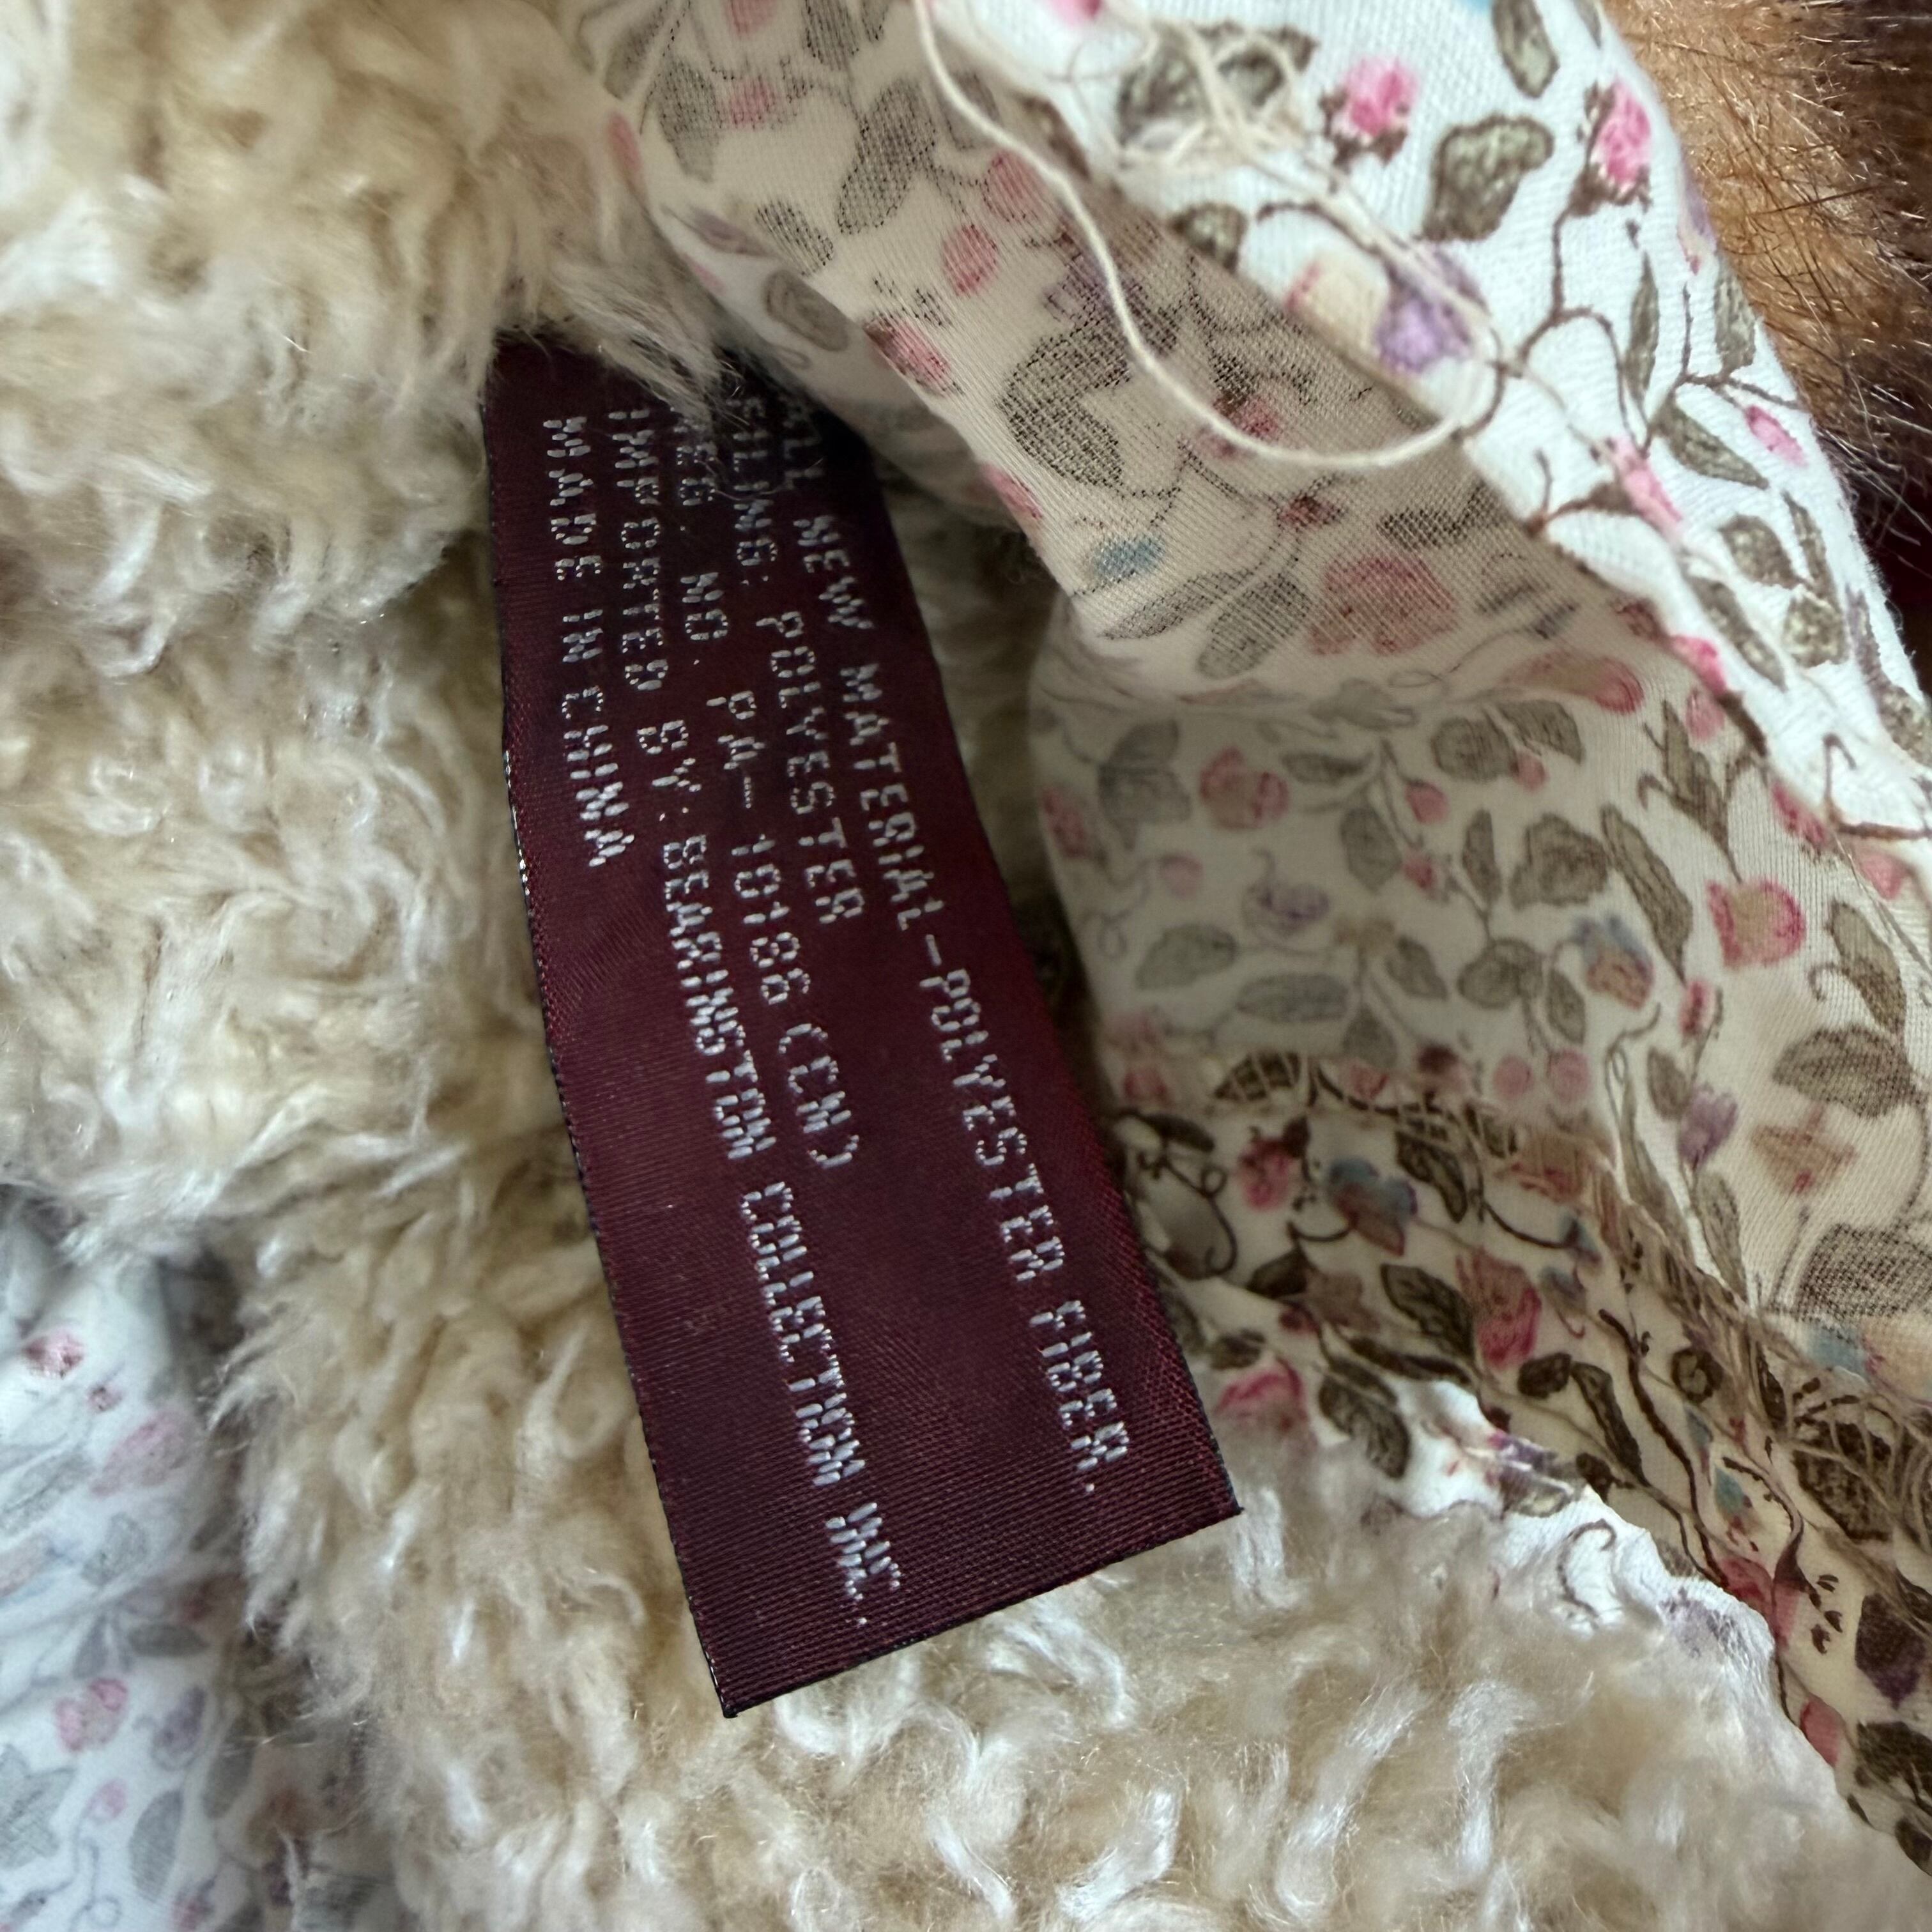 ALL NEW MATERIAL-POLYESTER FIBER.
FILING: POLYESTER
REG. NO. PA-10186 (CN)
IMPORTED BY: BEARINGTON COLLECTION INC.
MADE IN CHINA